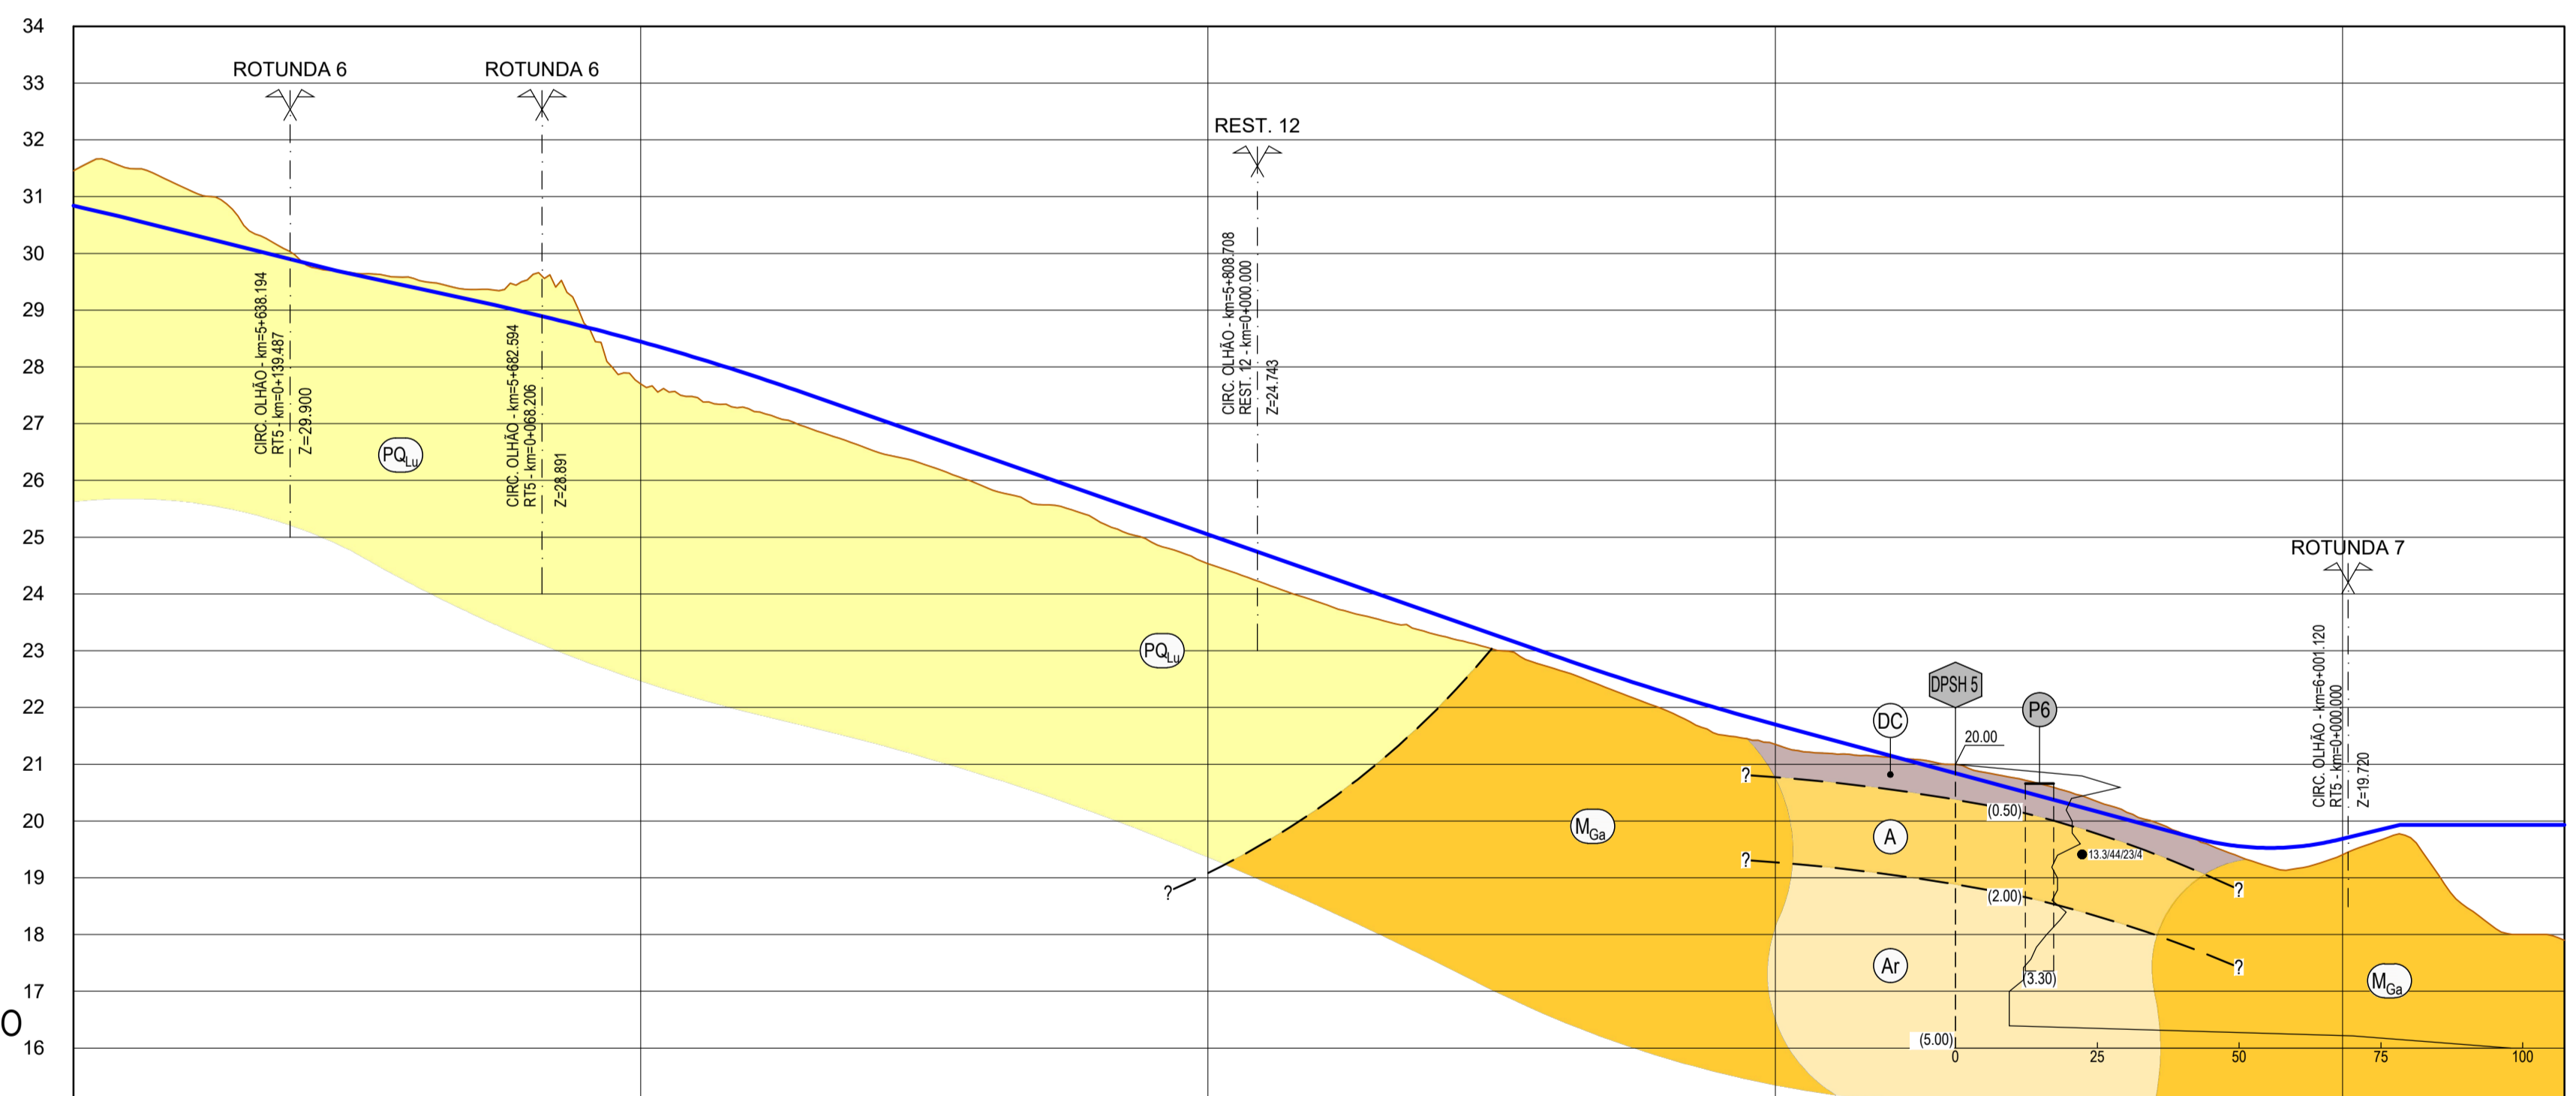 34
33
32
31
30
29
28
27
26
25
24
23
22
21
20
19
18
17
16
O
ROTUNDA 6
CIRC. OLHÃO - km=5+638.194
RT5 - km=0+139.487
Z=29.900
ROTUNDA 6
CIRC. OLHÃO - km=5+682.594
RT5 - km=0+068.206
Z=28.891
REST. 12
CIRC. OLHÃO - km=5+808.708
REST. 12 - km=0+000.000
Z=24.743
ROTUNDA 7
CIRC. OLHÃO - km=6+001.120
RT5 - km=0+000.000
Z=19.720
PQLu
PQLu
MGa
MGa
DC
DPSH 5
P6
20.00
?
?
?
?
?
A
Ar
(0.50)
(2.00)
(3.30)
(5.00)
13.3/44/23/4
0 25 50 75 100